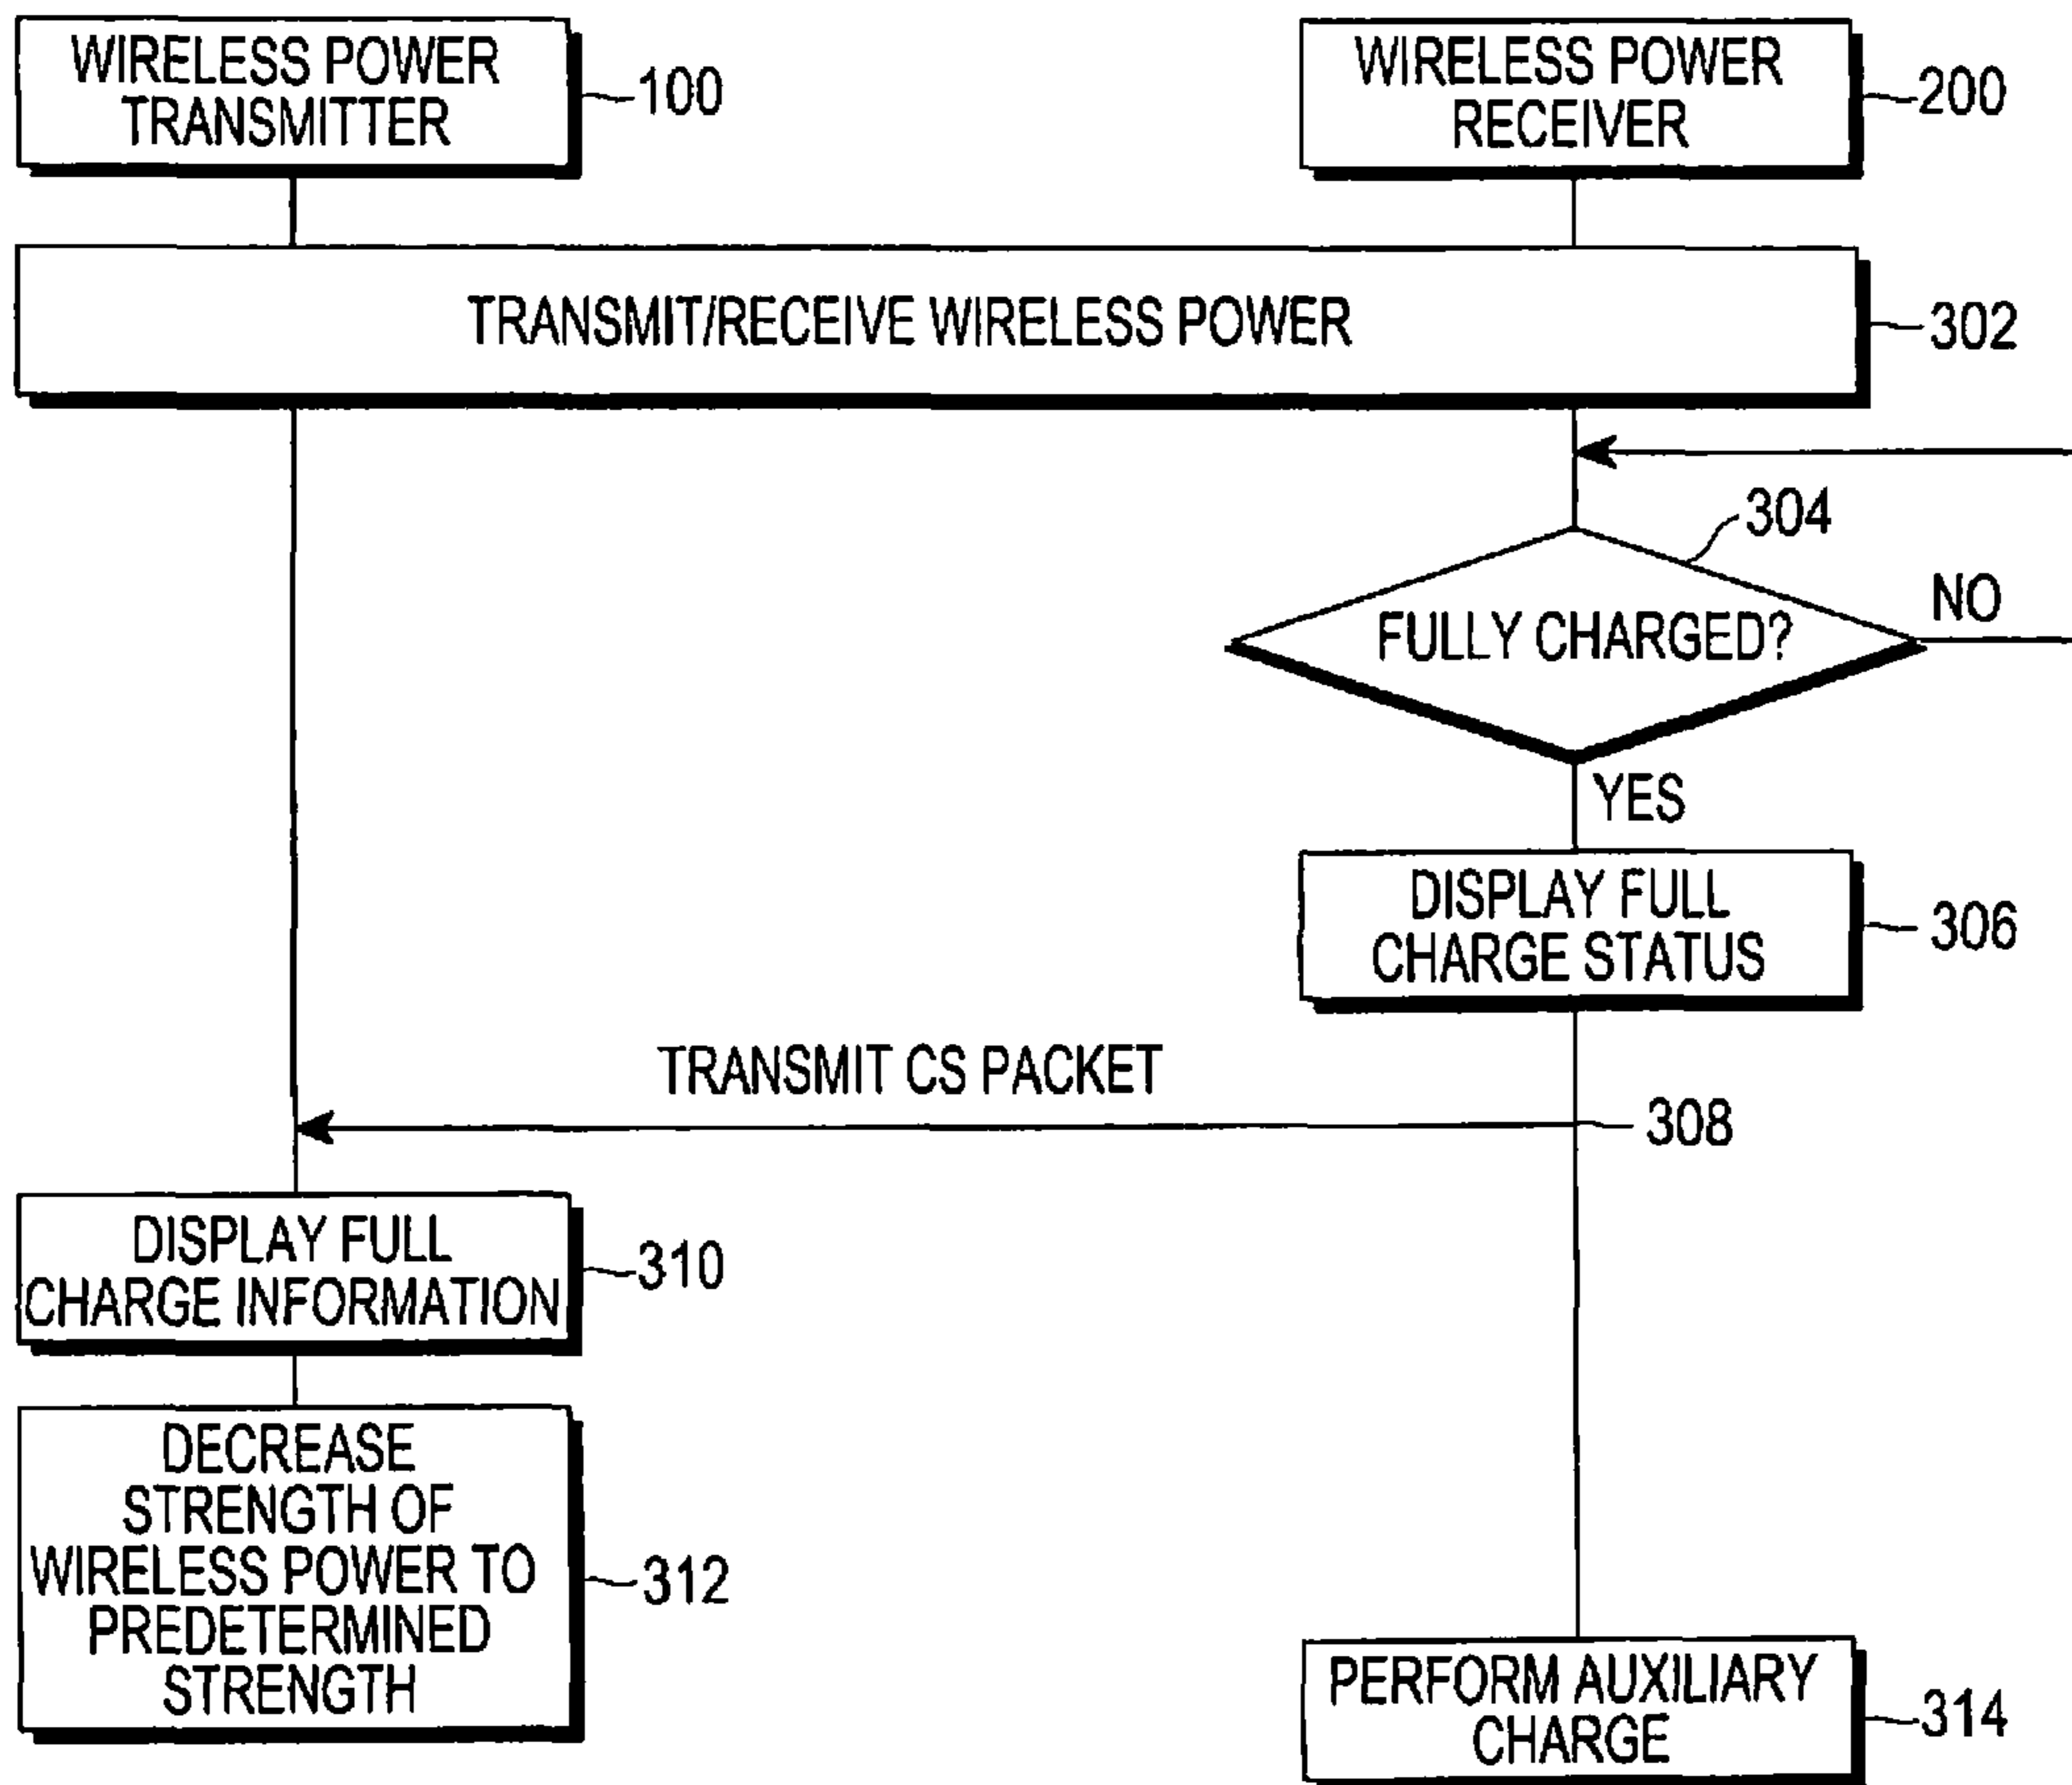 WIRELESS POWER
TRANSMITTER
100
WIRELESS POWER
RECEIVER
200
TRANSMIT/RECEIVE WIRELESS POWER
302
304
FULLY CHARGED?
NO
YES
DISPLAY FULL
CHARGE STATUS
306
TRANSMIT CS PACKET
308
DISPLAY FULL
CHARGE INFORMATION
310
DECREASE
STRENGTH OF
WIRELESS POWER TO
PREDETERMINED
STRENGTH
312
PERFORM AUXILIARY
CHARGE
314